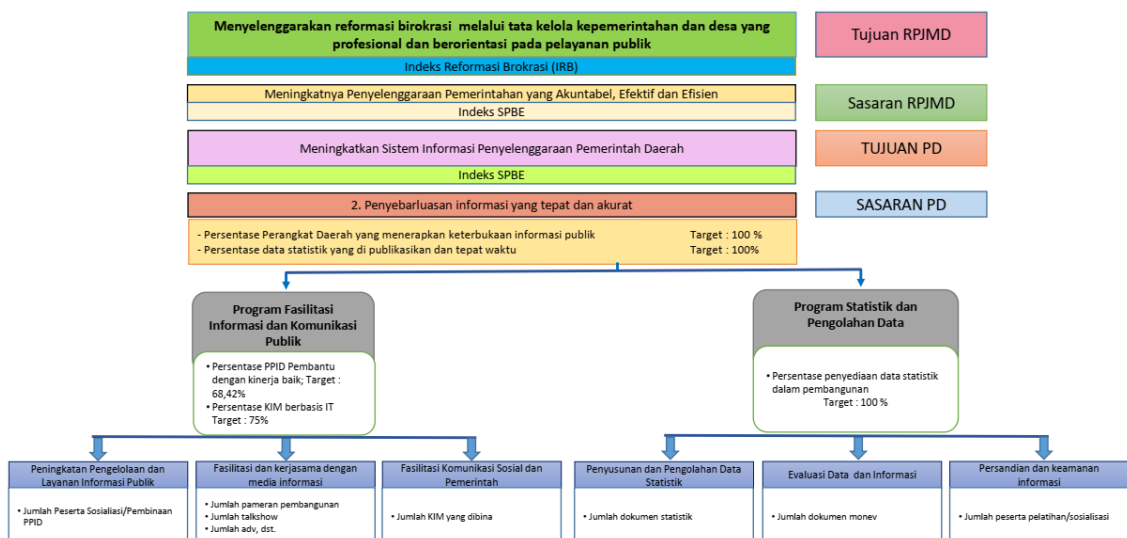 Menyelenggarakan reformasi birokrasi melalui tata kelola kepemerintahan dan desa yang
profesional dan berorientasi pada pelayanan publik
Tujuan RPJMD
Indeks Reformasi Brokrasi (IRB)
Meningkatnya Penyelenggaraan Pemerintahan yang Akuntabel, Efektif dan Efisien
Sasaran RPJMD
Indeks SPBE
Meningkatkan Sistem Informasi Penyelenggaraan Pemerintah Daerah
TUJUAN PD
Indeks SPBE
2. Penyebarluasan informasi yang tepat dan akurat
SASARAN PD
- Persentase Perangkat Daerah yang menerapkan keterbukaan informasi publik Target : 100 %
- Persentase data statistik yang di publikasikan dan tepat waktu Target : 100%
Program Fasilitasi
Informasi dan Komunikasi
Publik
• Persentase PPID Pembantu
dengan kinerja baik; Target :
68,42%
• Persentase KIM berbasis IT
Target : 75%
Program Statistik dan
Pengolahan Data
• Persentase penyediaan data statistik
dalam pembangunan
Target : 100 %
Peningkatan Pengelolaan dan
Layanan Informasi Publik
• Jumlah Peserta Sosialiasi/Pembinaan
PPID
Fasilitasi dan kerjasama dengan
media informasi
• Jumlah pameran pembangunan
• Jumlah talkshow
• Jumlah adv, dst.
Fasilitasi Komunikasi Sosial dan
Pemerintah
• Jumlah KIM yang dibina
Penyusunan dan Pengolahan Data
Statistik
• Jumlah dokumen statistik
Evaluasi Data dan Informasi
• Jumlah dokumen monev
Persandian dan keamanan
informasi
• Jumlah peserta pelatihan/sosialisasi